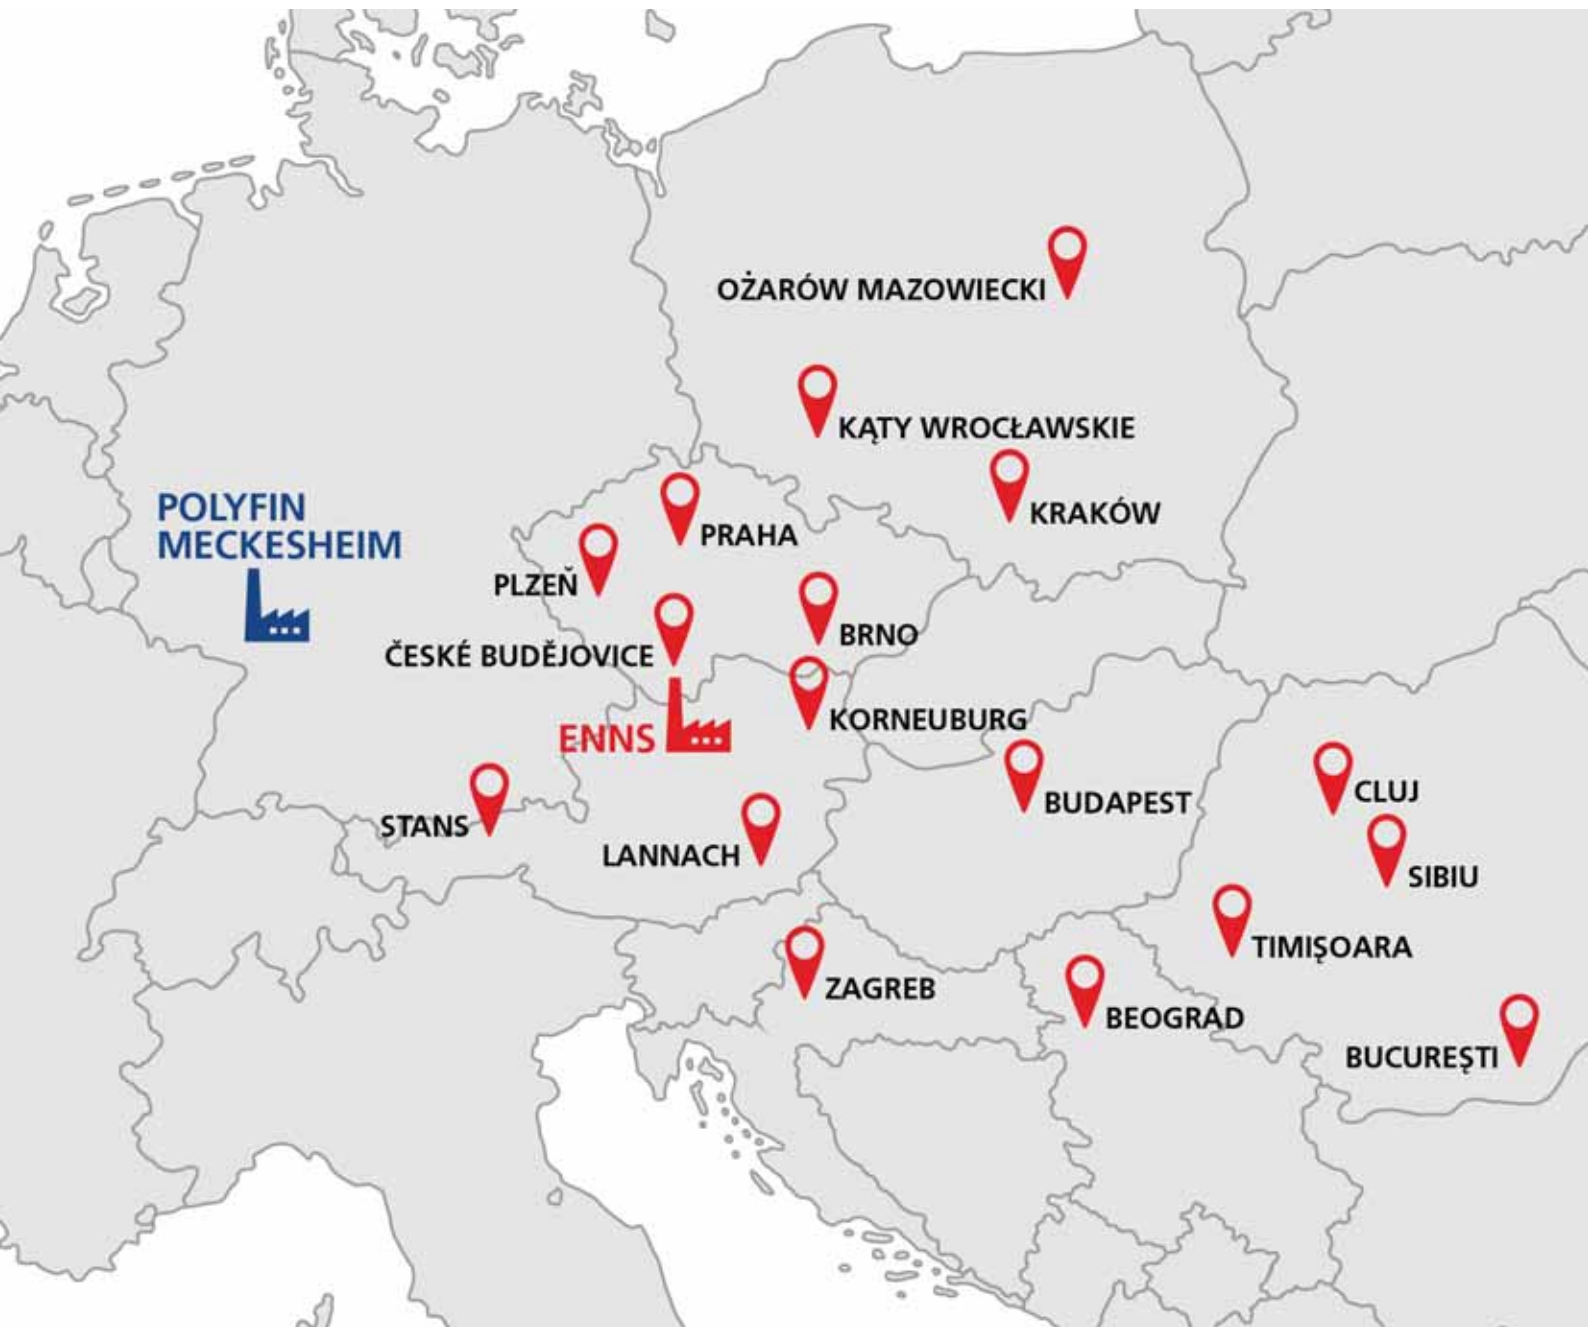 OŻARÓW MAZOWIECKI
KĄTY WROCŁAWSKIE
POLYFIN
MECKESHEIM
KRAKÓW
PRAHA
PLZEŇ
BRNO
ČESKÉ BUDĚJOVICE
KORNEUBURG
ENNS
BUDAPEST
CLUJ
STANS
LANNACH
SIBIU
TIMIŞOARA
ZAGREB
BEOGRAD
BUCUREŞTI